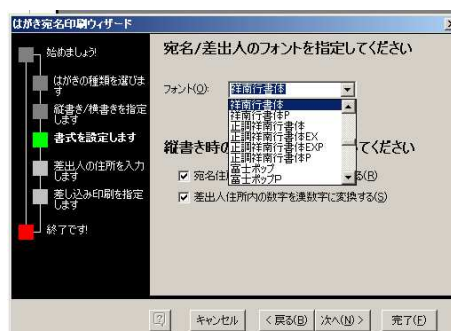 はがき宛名印刷ウィザード
始めましょう!
はがきの種類を選びま
す
縦書き/横書きを指定
します
書式を設定します
差出人の住所を入力
します
差し込み印刷を指定
します
終了です!
宛名/差出人のフォントを指定してください
フォント(O):
祥南行書体
祥南行書体
祥南行書体P
正調祥南行書体
正調祥南行書体EX
正調祥南行書体EXP
正調祥南行書体P
富士ポップ
富士ポップP
縦書き時の
てください
宛名住
る(R)
差出人住所内の数字を漢数字に変換する(S)
キャンセル
< 戻る(B)
次へ(N) >
完了(F)